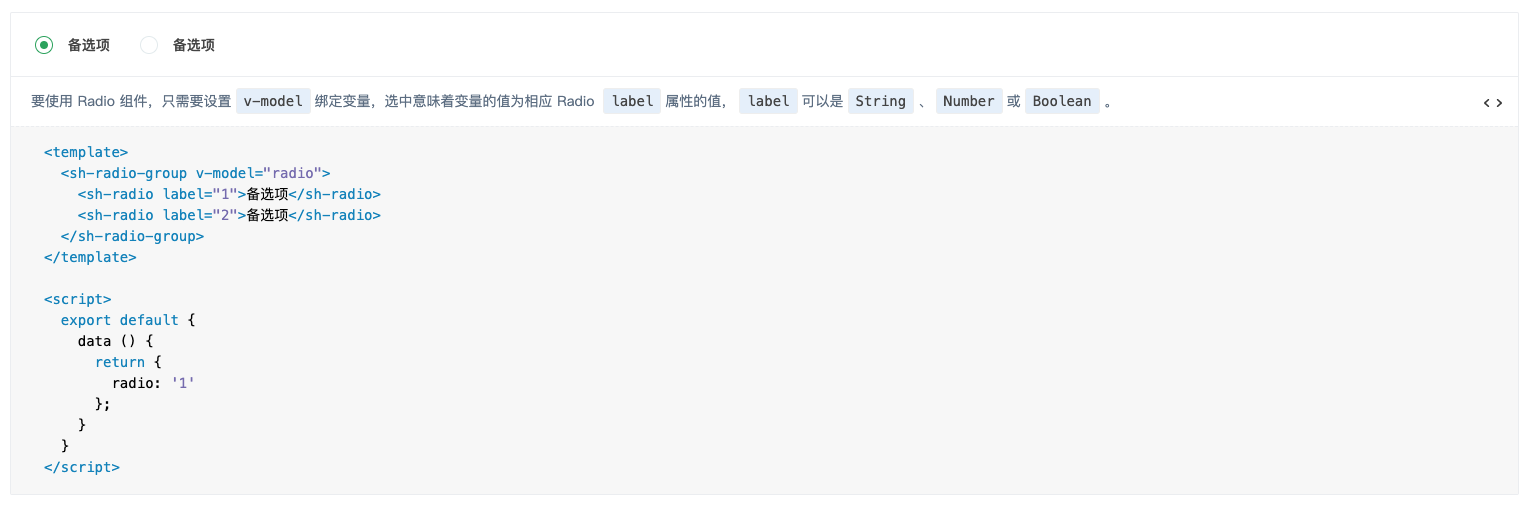 备选项 备选项
要使用 Radio 组件，只需要设置 v-model 绑定变量，选中意味着变量的值为相应 Radio label 属性的值， label 可以是 String 、 Number 或 Boolean 。 < >
<template>
  <sh-radio-group v-model="radio">
    <sh-radio label="1">备选项</sh-radio>
    <sh-radio label="2">备选项</sh-radio>
  </sh-radio-group>
</template>

<script>
  export default {
    data () {
      return {
        radio: '1'
      };
    }
  }
</script>